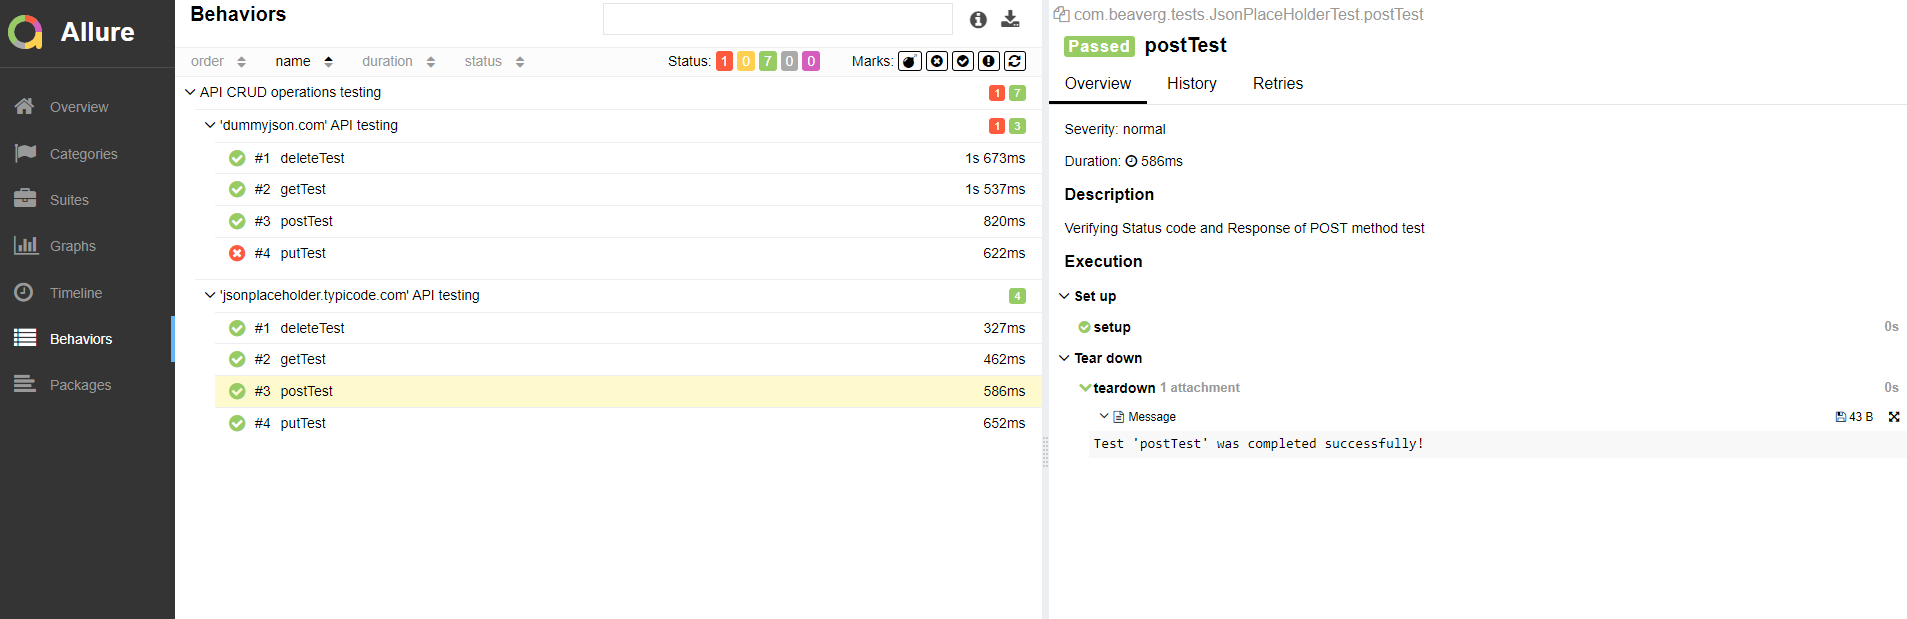 Allure
Overview
Categories
Suites
Graphs
Timeline
Behaviors
Packages
Behaviors
order name duration status Status: 1 0 7 0 0 Marks:
API CRUD operations testing 1 7
'dummyjson.com' API testing 1 3
#1 deleteTest 1s 673ms
#2 getTest 1s 537ms
#3 postTest 820ms
#4 putTest 622ms
'jsonplaceholder.typicode.com' API testing 4
#1 deleteTest 327ms
#2 getTest 462ms
#3 postTest 586ms
#4 putTest 652ms
com.beaverg.tests.JsonPlaceHolderTest.postTest
Passed postTest
Overview History Retries
Severity: normal
Duration: 586ms
Description
Verifying Status code and Response of POST method test
Execution
Set up
setup 0s
Tear down
teardown 1 attachment 0s
Message 43 B
Test 'postTest' was completed successfully!